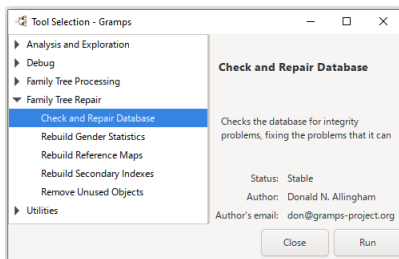 Tool Selection - Gramps
Analysis and Exploration
Debug
Family Tree Processing
Family Tree Repair
Check and Repair Database
Rebuild Gender Statistics
Rebuild Reference Maps
Rebuild Secondary Indexes
Remove Unused Objects
Utilities
Check and Repair Database
Checks the database for integrity
problems, fixing the problems that it can
Status: Stable
Author: Donald N. Allingham
Author's email: don@gramps-project.org
Close Run